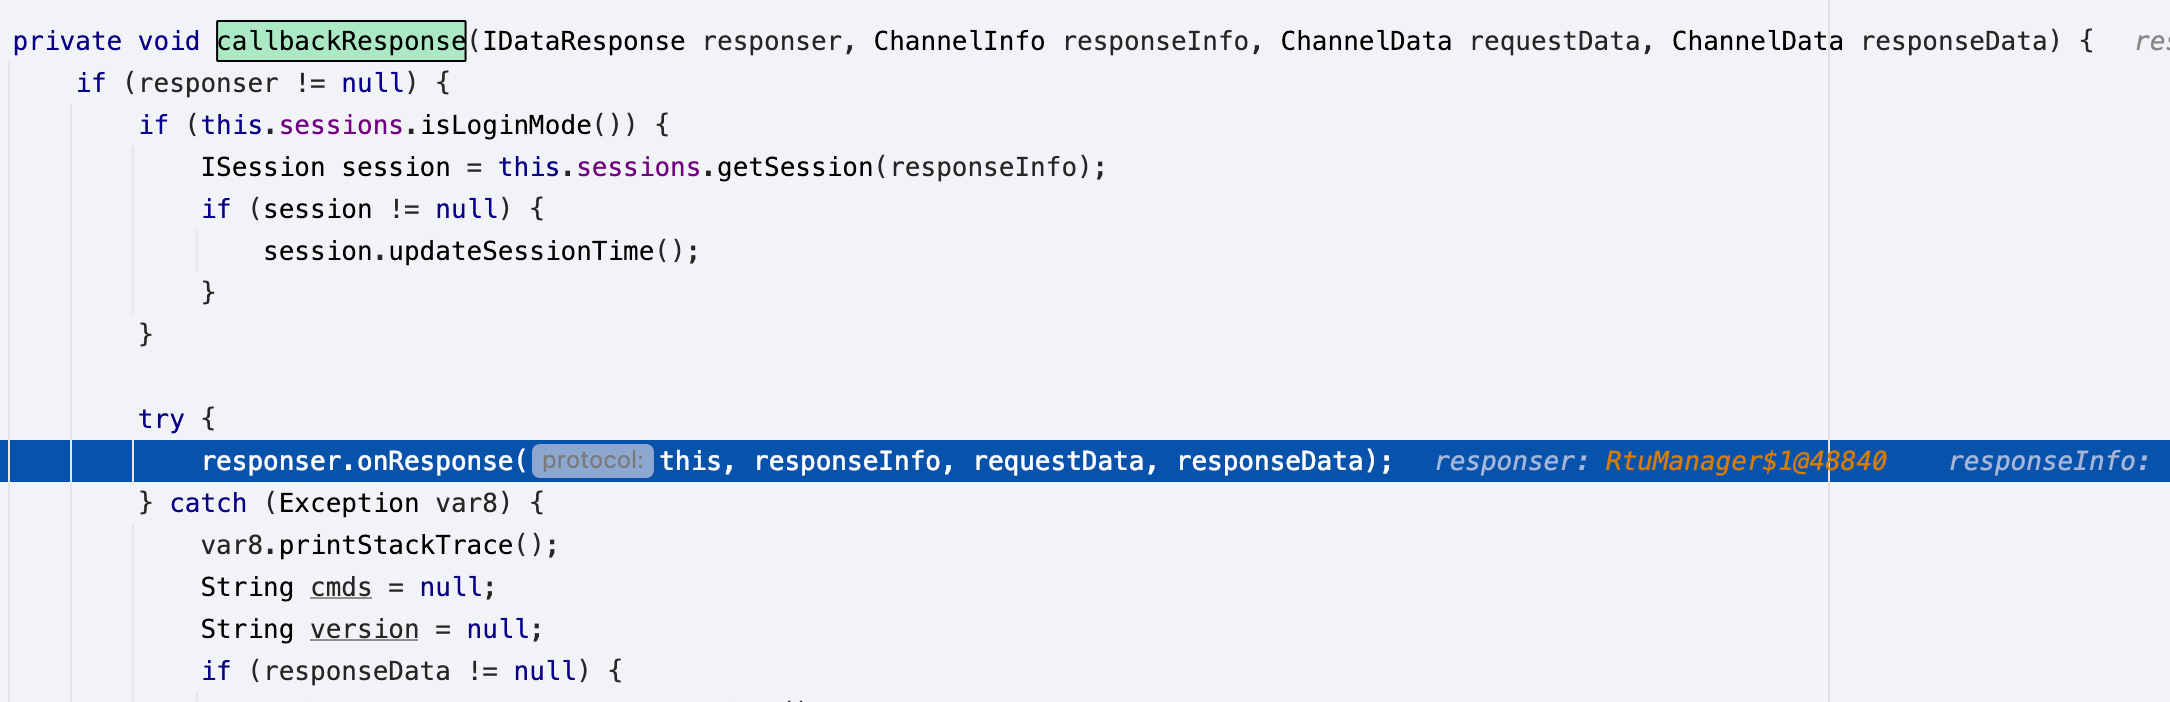 private void callbackResponse(IDataResponse responser, ChannelInfo responseInfo, ChannelData requestData, ChannelData responseData) {
if (responser != null) {
if (this.sessions.isLoginMode()) {
ISession session = this.sessions.getSession(responseInfo);
if (session != null) {
session.updateSessionTime();
}
}
try {
responser.onResponse( protocol: this, responseInfo, requestData, responseData); responser: RtuManager$1@48840 responseInfo:
} catch (Exception var8) {
var8.printStackTrace();
String cmds = null;
String version = null;
if (responseData != null) {